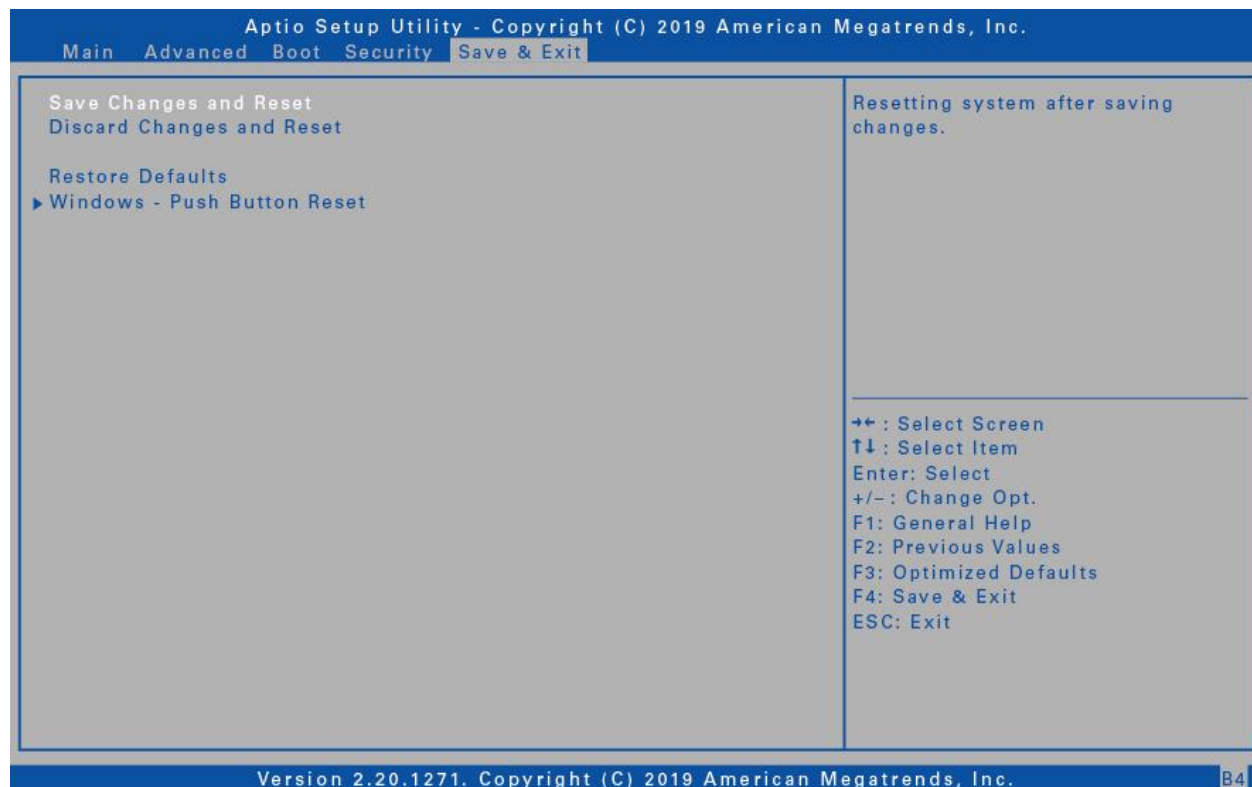 Aptio Setup Utility - Copyright (C) 2019 American Megatrends, Inc.
Main Advanced Boot Security Save & Exit
Save Changes and Reset
Discard Changes and Reset
Restore Defaults
▶ Windows - Push Button Reset
Resetting system after saving
changes.
→← : Select Screen
↑↓ : Select Item
Enter: Select
+/– : Change Opt.
F1: General Help
F2: Previous Values
F3: Optimized Defaults
F4: Save & Exit
ESC: Exit
Version 2.20.1271. Copyright (C) 2019 American Megatrends, Inc.
B4